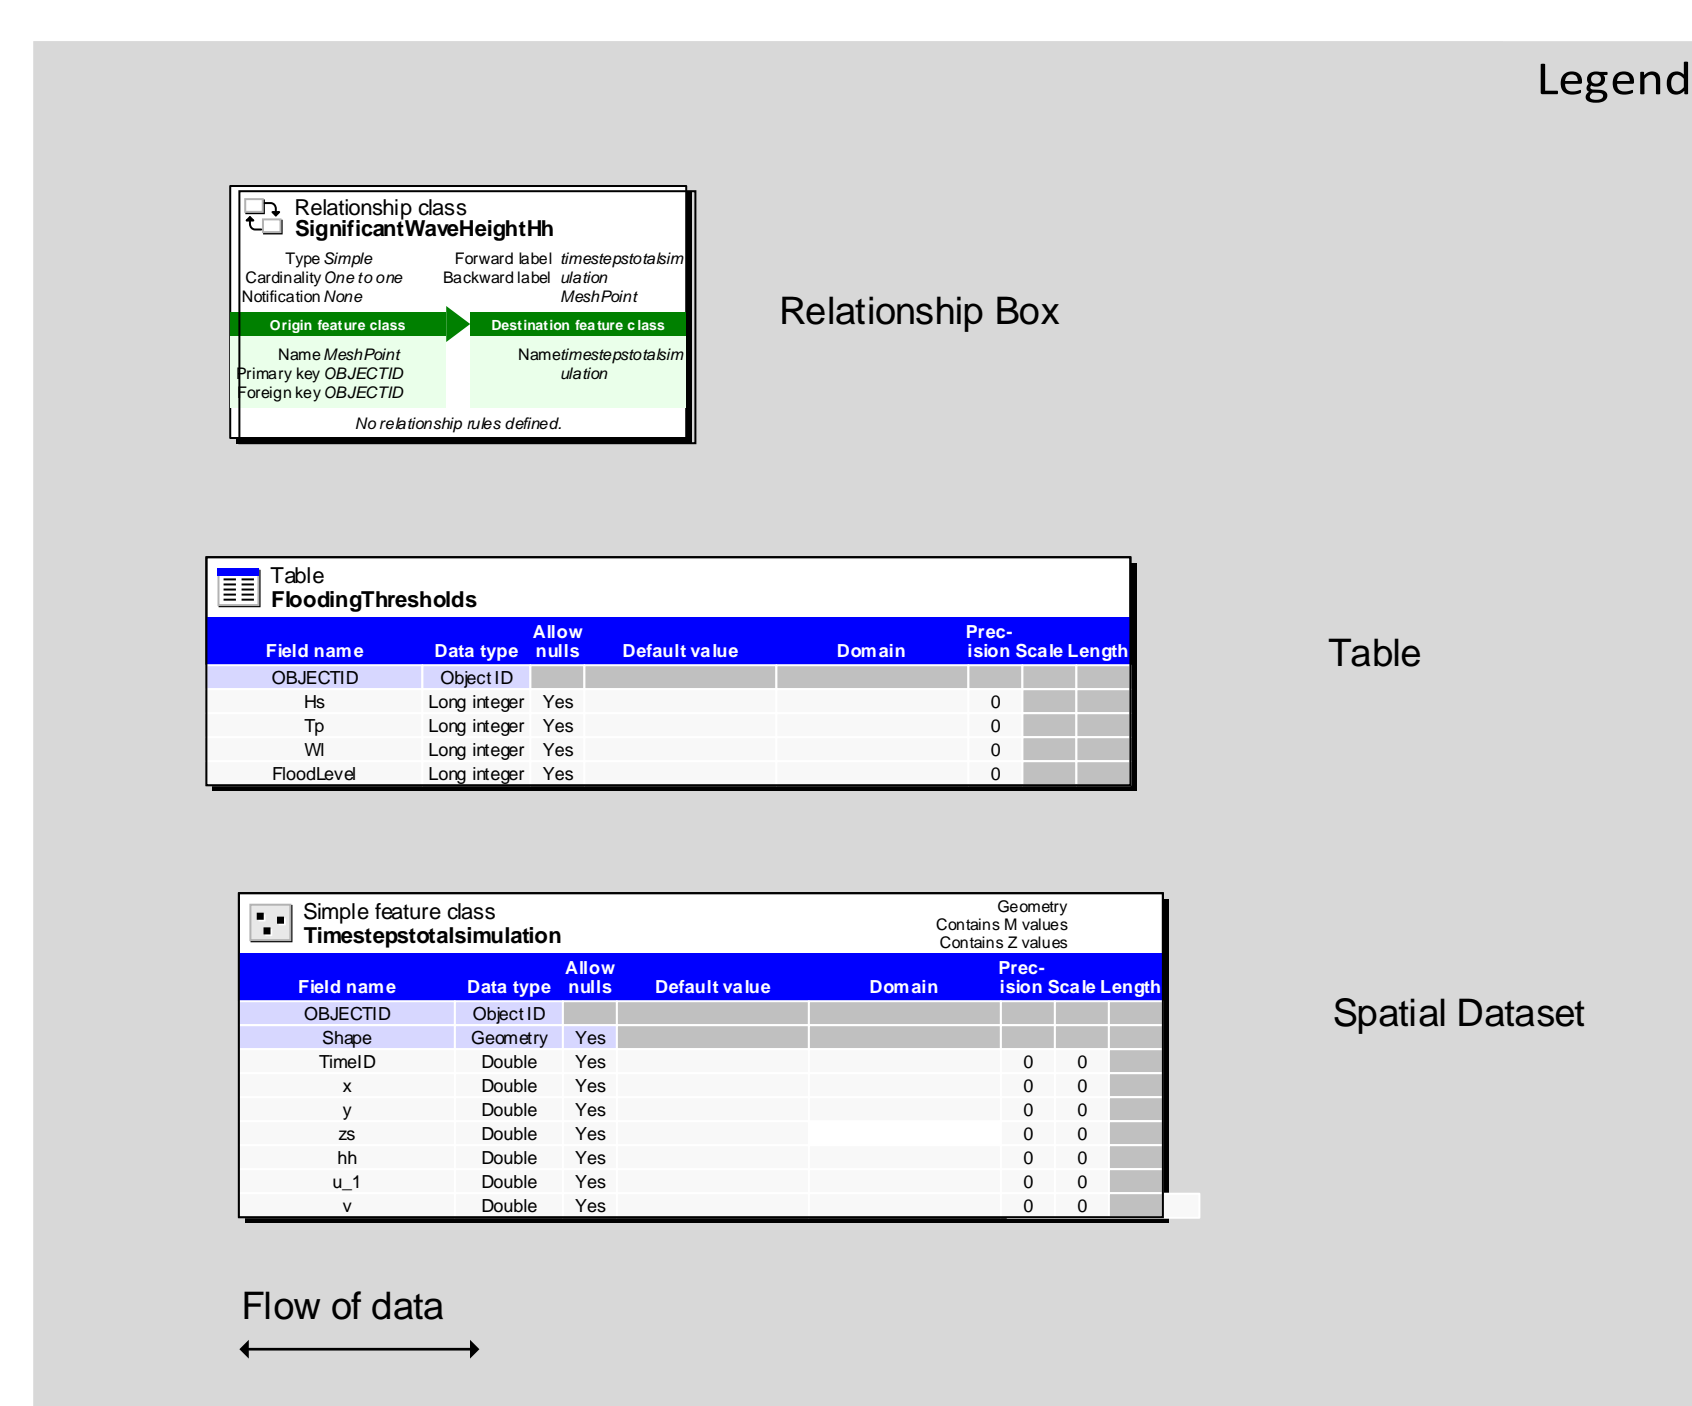 Legend
Relationship class
SignificantWaveHeightHh
Type Simple Forward label timestepstotalsim
Cardinality One to one Backward label ulation
Notification None MeshPoint
Origin feature class Destination feature class
Name MeshPoint Name timestepstotalsim
Primary key OBJECTID ulation
Foreign key OBJECTID
No relationship rules defined.
Relationship Box
Table
FloodingThresholds
Allow Prec-
Field name Data type nulls Default value Domain ision Scale Length
OBJECTID Object ID
Hs Long integer Yes 0
Tp Long integer Yes 0
Wl Long integer Yes 0
FloodLevel Long integer Yes 0
Table
Simple feature class Geometry
Timestepstotalsimulation Contains M values
Contains Z values
Allow Prec-
Field name Data type nulls Default value Domain ision Scale Length
OBJECTID Object ID
Shape Geometry Yes
TimeID Double Yes 0 0
x Double Yes 0 0
y Double Yes 0 0
zs Double Yes 0 0
hh Double Yes 0 0
u_1 Double Yes 0 0
v Double Yes 0 0
Spatial Dataset
Flow of data